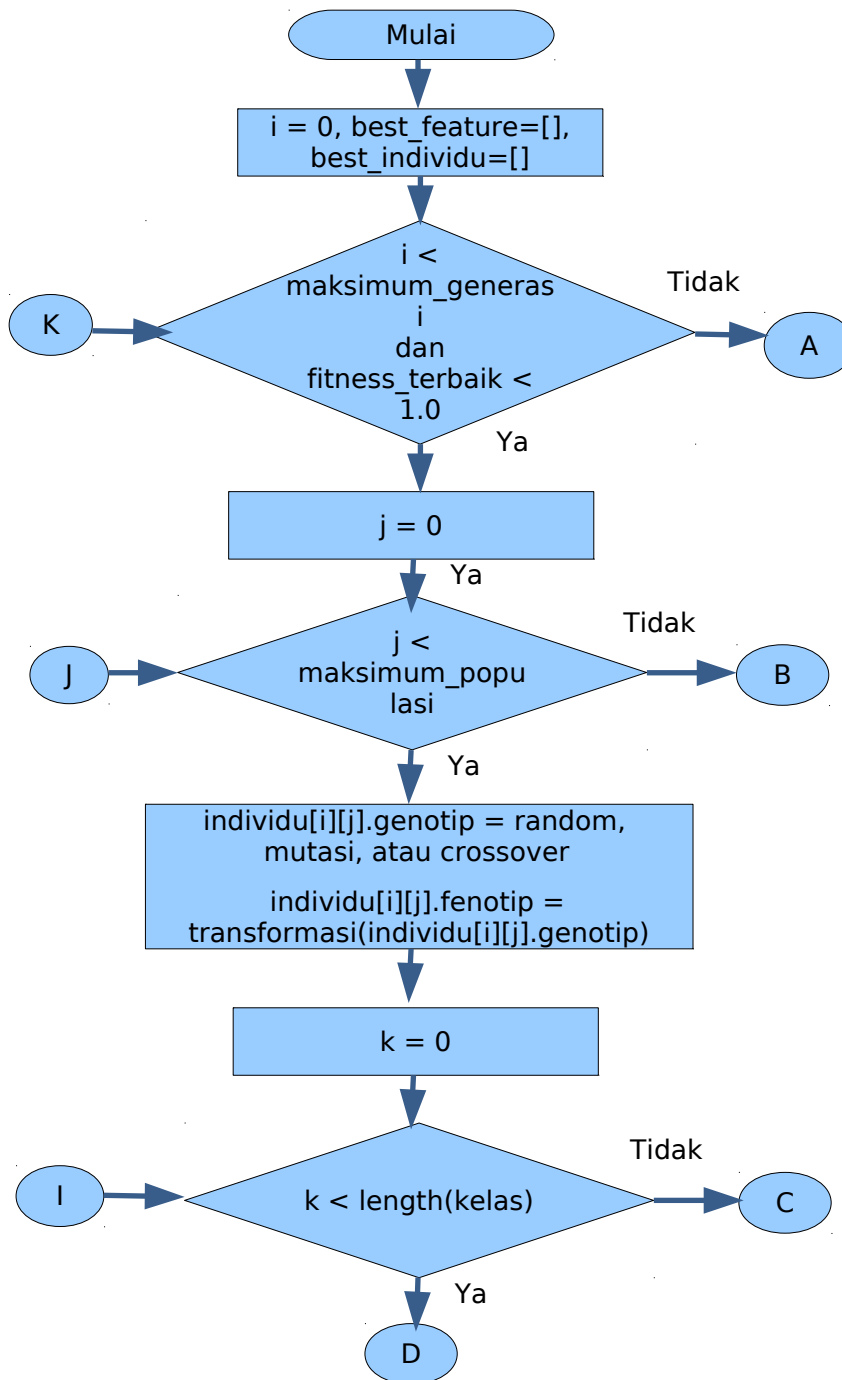 Mulai
i = 0, best_feature=[],
best_individu=[]
i <
maksimum_generas
i
dan
fitness_terbaik <
1.0
Tidak
K
A
Ya
j = 0
Ya
j <
maksimum_popu
lasi
Tidak
J
B
Ya
individu[i][j].genotip = random,
mutasi, atau crossover
individu[i][j].fenotip =
transformasi(individu[i][j].genotip)
k = 0
Tidak
I
k < length(kelas)
C
Ya
D